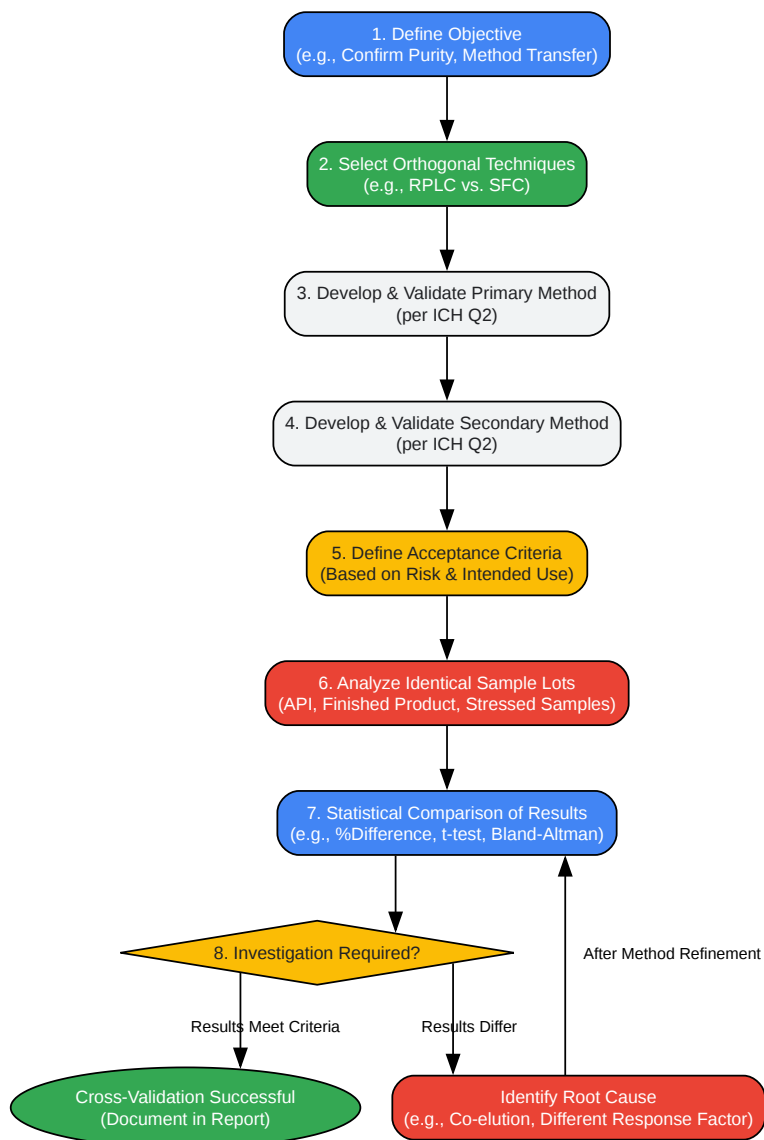 1. Define Objective
(e.g., Confirm Purity, Method Transfer)
2. Select Orthogonal Techniques
(e.g., RPLC vs. SFC)
3. Develop & Validate Primary Method
(per ICH Q2)
4. Develop & Validate Secondary Method
(per ICH Q2)
5. Define Acceptance Criteria
(Based on Risk & Intended Use)
6. Analyze Identical Sample Lots
(API, Finished Product, Stressed Samples)
7. Statistical Comparison of Results
(e.g., %Difference, t-test, Bland-Altman)
8. Investigation Required?
After Method Refinement
Results Meet Criteria
Results Differ
Cross-Validation Successful
(Document in Report)
Identify Root Cause
(e.g., Co-elution, Different Response Factor)